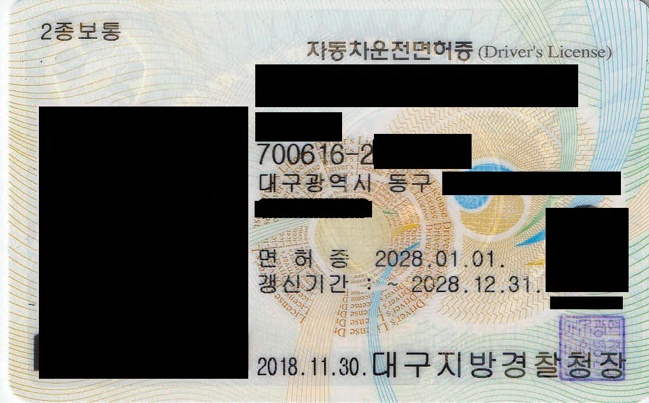 2종보통
자동차운전면허증 (Driver's License)
700616-2
대구광역시 동구
면 허 증 2028.01.01.
갱신기간 : ~ 2028.12.31.
2018.11.30. 대구지방경찰청장